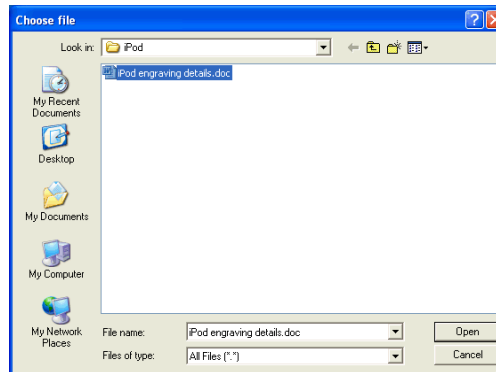 Choose file
Look in: iPod
iPod engraving details.doc
My Recent
Documents
Desktop
My Documents
My Computer
My Network
Places
File name: iPod engraving details.doc Open
Files of type: All Files (*.*) Cancel